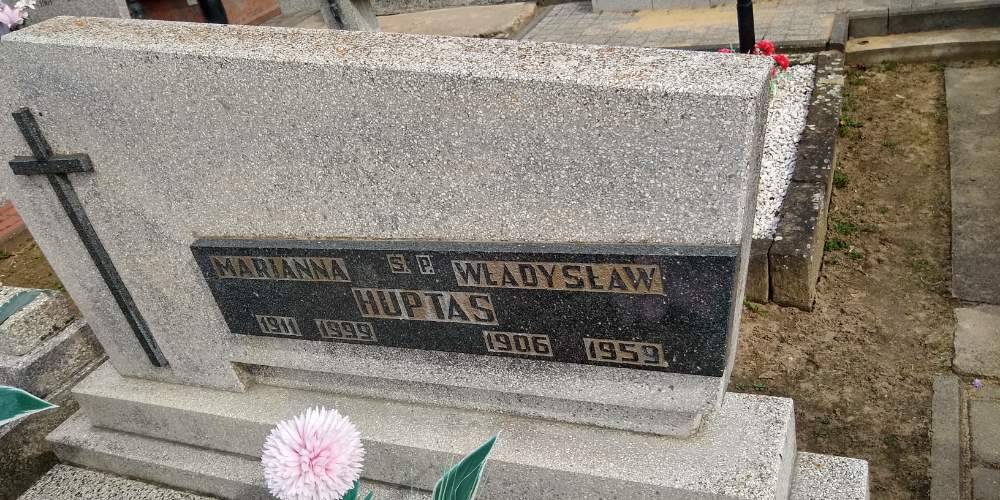 MARIANNA S. P. WŁADYSŁAW
HUPTAS
1911 1999 1906 1959